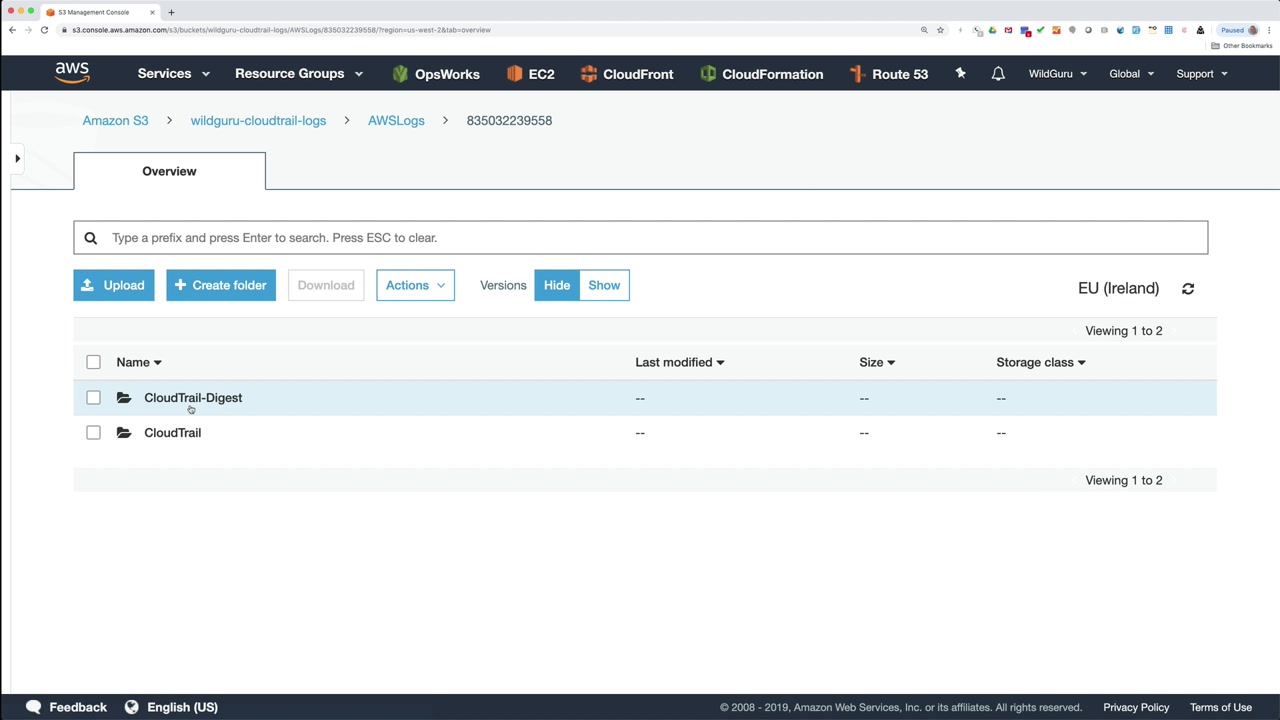 S3 Management Console
s3.console.aws.amazon.com/s3/buckets/wildguru-cloudtrail-logs/AWSLogs/835032239558/?region=us-west-2&tab=overview
Paused
Other Bookmarks
aws Services Resource Groups OpsWorks EC2 CloudFront CloudFormation Route 53 WildGuru Global Support
Amazon S3 > wildguru-cloudtrail-logs > AWSLogs > 835032239558
Overview
Type a prefix and press Enter to search. Press ESC to clear.
Upload Create folder Download Actions Versions Hide Show EU (Ireland)
Viewing 1 to 2
Name Last modified Size Storage class
CloudTrail-Digest -- -- --
CloudTrail -- -- --
Viewing 1 to 2
Feedback English (US) © 2008 - 2019, Amazon Web Services, Inc. or its affiliates. All rights reserved. Privacy Policy Terms of Use